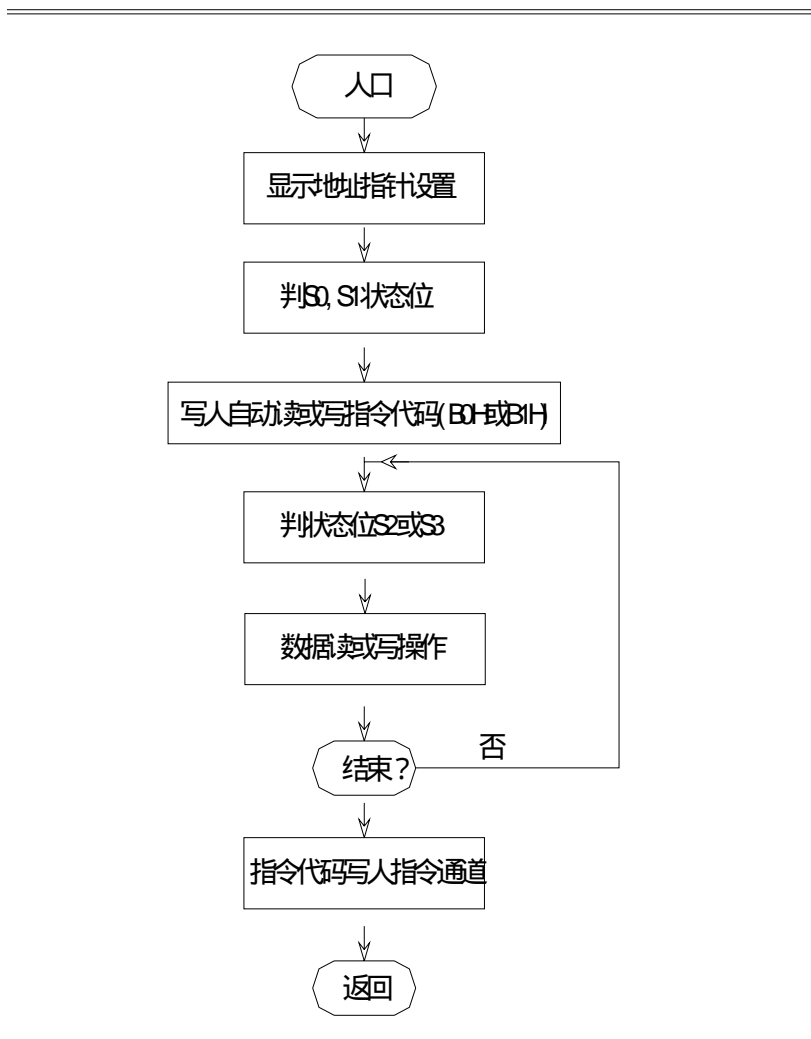 人口
显示地址指针设置
判S0, S1状态位
写人自动读或写指令代码( B0H或B1H)
判状态位S2或S3
数据读或写操作
结束?
否
指令代码写人指令通道
返回